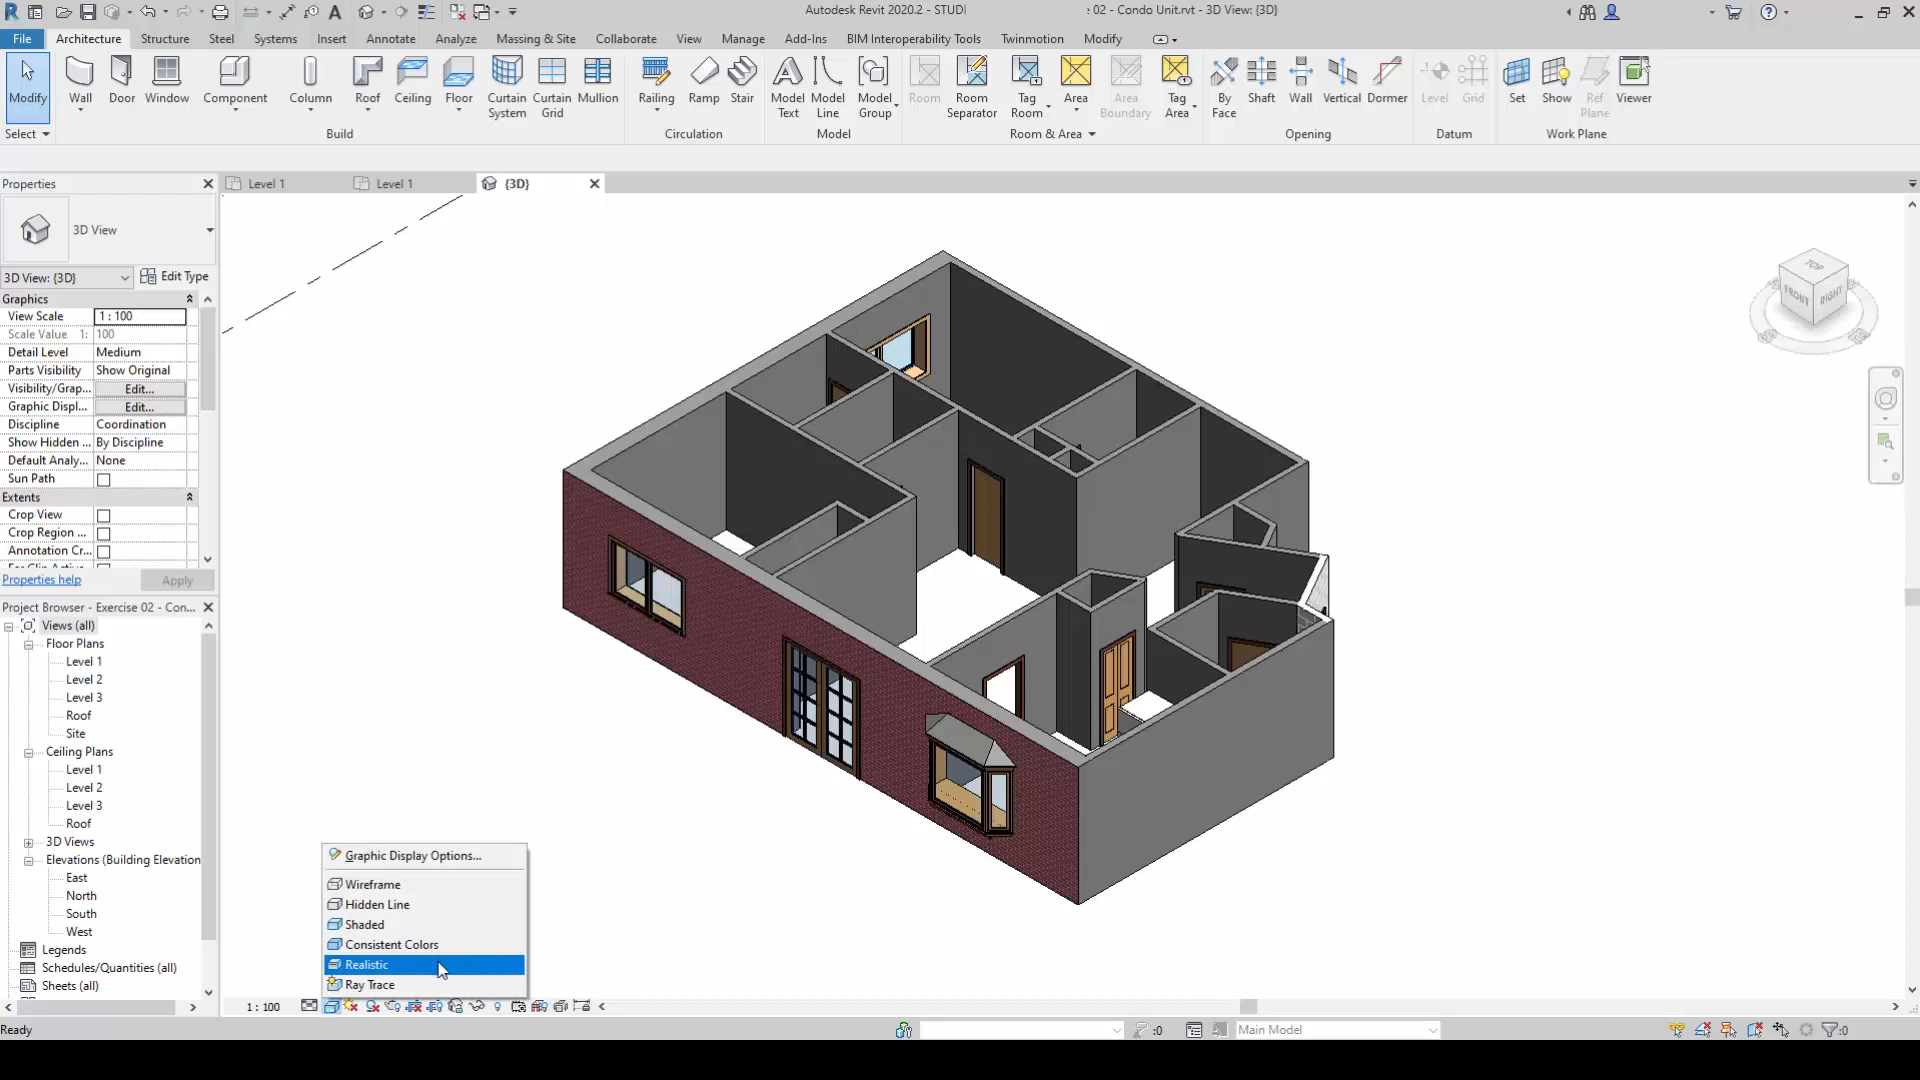 Autodesk Revit 2020.2 - STUDI
02 - Condo Unit.rvt - 3D View: {3D}
File Architecture Structure Steel Systems Insert Annotate Analyze Massing & Site Collaborate View Manage Add-Ins BIM Interoperability Tools Twinmotion Modify
Modify Wall Door Window Component Column Roof Ceiling Floor Curtain System Curtain Grid Mullion Railing Ramp Stair Model Text Model Line Model Group Room Room Separator Tag Room Area Area Boundary Tag Area By Face Shaft Wall Vertical Dormer Level Grid Set Show Ref Plane Viewer
Select Build Circulation Model Room & Area Opening Datum Work Plane
Properties
Level 1 Level 1 {3D}
3D View
3D View: {3D} Edit Type
Graphics
View Scale 1 : 100
Scale Value 1: 100
Detail Level Medium
Parts Visibility Show Original
Visibility/Grap... Edit...
Graphic Displ... Edit...
Discipline Coordination
Show Hidden ... By Discipline
Default Analy... None
Sun Path
Extents
Crop View
Crop Region ...
Annotation Cr...
Properties help Apply
Project Browser - Exercise 02 - Con...
Views (all)
Floor Plans
Level 1
Level 2
Level 3
Roof
Site
Ceiling Plans
Level 1
Level 2
Level 3
Roof
3D Views
Elevations (Building Elevation
East
North
South
West
Legends
Schedules/Quantities (all)
Sheets (all)
TOP
FRONT
RIGHT
Graphic Display Options...
Wireframe
Hidden Line
Shaded
Consistent Colors
Realistic
Ray Trace
1 : 100
Ready
:0
Main Model
:0